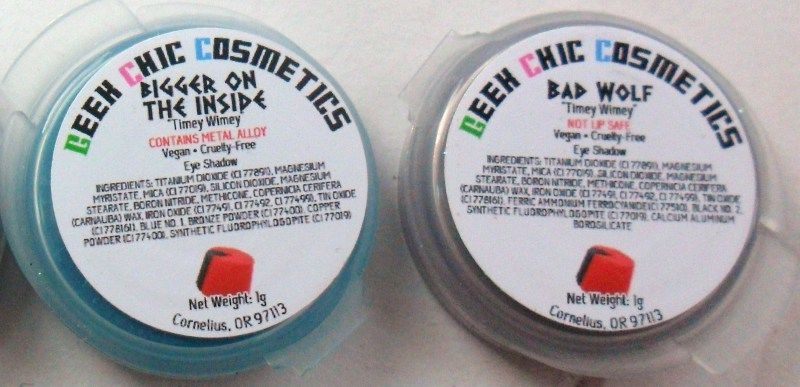 GEEK CHIC COSMETICS
BIGGER ON
THE INSIDE
"Timey Wimey"
CONTAINS METAL ALLOY
Vegan • Cruelty-Free
Eye Shadow
INGREDIENTS: TITANIUM DIOXIDE (CI 77891), MAGNESIUM
MYRISTATE, MICA (CI 77019), SILICON DIOXIDE, MAGNESIUM
STEARATE, BORON NITRIDE, METHICONE, COPERNICIA CERIFERA
(CARNAUBA) WAX, IRON OXIDE (CI 77491, CI 77492, CI 77499), TIN OXIDE
(CI 77861), BLUE NO. 1, BRONZE POWDER (CI 77400), COPPER
POWDER (CI 77400), SYNTHETIC FLUORPHLOGOPITE (CI 77019)
Net Weight: 1g
Cornelius, OR 97113
GEEK CHIC COSMETICS
BAD WOLF
"Timey Wimey"
NOT LIP SAFE
Vegan • Cruelty-Free
Eye Shadow
INGREDIENTS: TITANIUM DIOXIDE (CI 77891), MAGNESIUM
MYRISTATE, MICA (CI 77019), SILICON DIOXIDE, MAGNESIUM
STEARATE, BORON NITRIDE, METHICONE, COPERNICIA CERIFERA
(CARNAUBA) WAX, IRON OXIDE (CI 77491, CI 77492, CI 77499), TIN OXIDE
(CI 77861), FERRIC AMMONIUM FERROCYANIDE (CI 77510), BLACK NO. 2,
SYNTHETIC FLUORPHLOGOPITE (CI 77019), CALCIUM ALUMINUM
BOROSILICATE
Net Weight: 1g
Cornelius, OR 97113